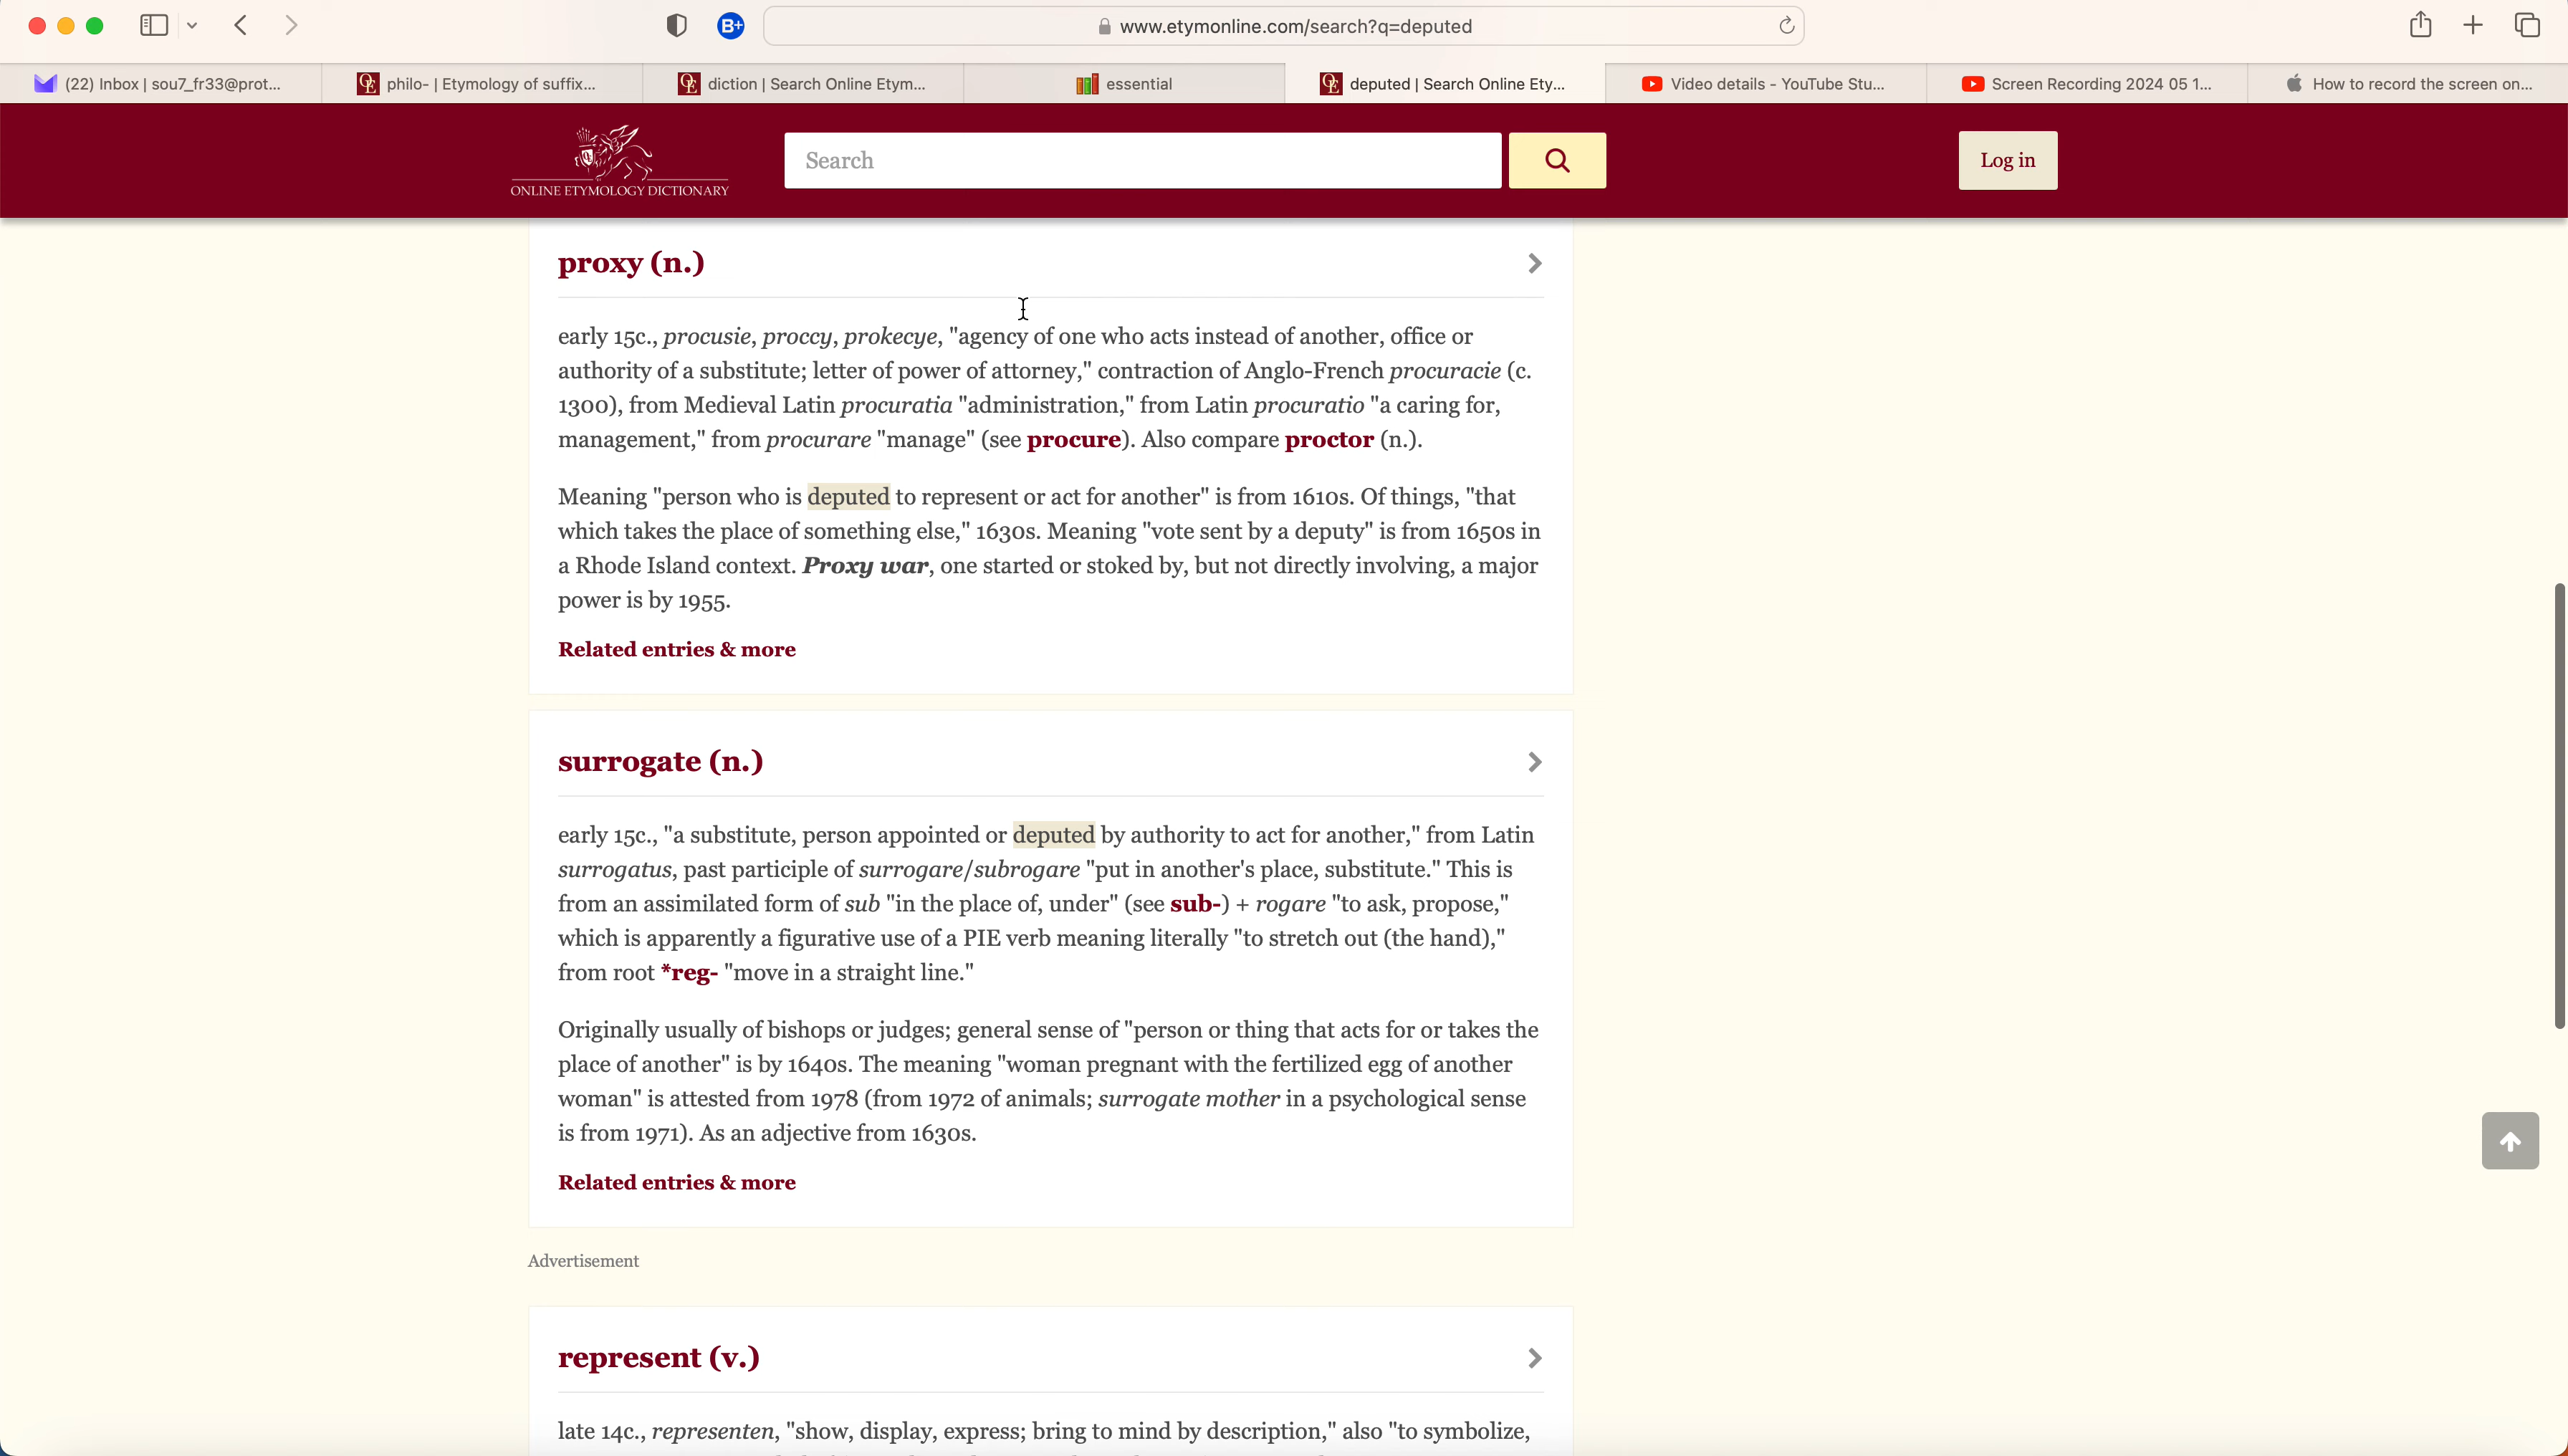 www.etymonline.com/search?q=deputed
(22) Inbox | sou7_fr33@prot...
philo- | Etymology of suffix...
diction | Search Online Etym...
essential
deputed | Search Online Ety...
Video details - YouTube Stu...
Screen Recording 2024 05 1...
How to record the screen on...
ONLINE ETYMOLOGY DICTIONARY
Search
Log in
proxy (n.)
early 15c., procusie, proccy, prokecye, "agency of one who acts instead of another, office or
authority of a substitute; letter of power of attorney," contraction of Anglo-French procuracie (c.
1300), from Medieval Latin procuratia "administration," from Latin procuratio "a caring for,
management," from procurare "manage" (see procure). Also compare proctor (n.).
Meaning "person who is deputed to represent or act for another" is from 1610s. Of things, "that
which takes the place of something else," 1630s. Meaning "vote sent by a deputy" is from 1650s in
a Rhode Island context. Proxy war, one started or stoked by, but not directly involving, a major
power is by 1955.
Related entries & more
surrogate (n.)
early 15c., "a substitute, person appointed or deputed by authority to act for another," from Latin
surrogatus, past participle of surrogare/subrogare "put in another's place, substitute." This is
from an assimilated form of sub "in the place of, under" (see sub-) + rogare "to ask, propose,"
which is apparently a figurative use of a PIE verb meaning literally "to stretch out (the hand),"
from root *reg- "move in a straight line."
Originally usually of bishops or judges; general sense of "person or thing that acts for or takes the
place of another" is by 1640s. The meaning "woman pregnant with the fertilized egg of another
woman" is attested from 1978 (from 1972 of animals; surrogate mother in a psychological sense
is from 1971). As an adjective from 1630s.
Related entries & more
Advertisement
represent (v.)
late 14c., representen, "show, display, express; bring to mind by description," also "to symbolize,